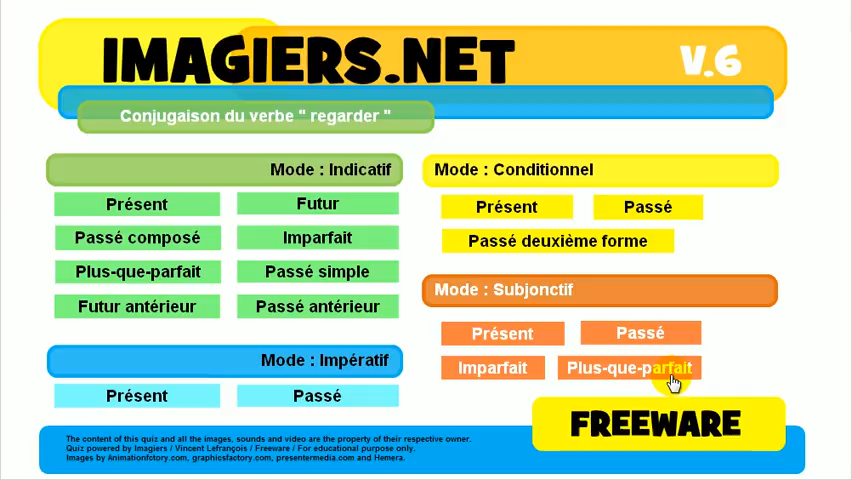 IMAGIERS.NET
V.6
Conjugaison du verbe " regarder "
Mode : Indicatif
Présent
Futur
Passé composé
Imparfait
Plus-que-parfait
Passé simple
Futur antérieur
Passé antérieur
Mode : Impératif
Présent
Passé
Mode : Conditionnel
Présent
Passé
Passé deuxième forme
Mode : Subjonctif
Présent
Passé
Imparfait
Plus-que-parfait
FREEWARE
The content of this quiz and all the images, sounds and video are the property of their respective owner.
Quiz powered by Imagiers / Vincent Lefrançois / Freeware / For educational purpose only.
Images by Animationfctory.com, graphicsfactory.com, presentermedia.com and Hemera.